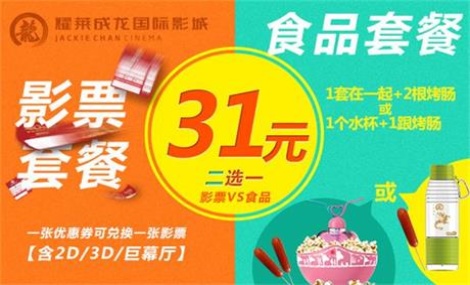 耀莱成龙国际影城
JACKIE CHAN CINEMA
影票
套餐
一张优惠券可兑换一张影票
【含2D/3D/巨幕厅】
31元
二选一
影票VS食品
食品套餐
1套在一起+2根烤肠
或
1个水杯+1跟烤肠
或